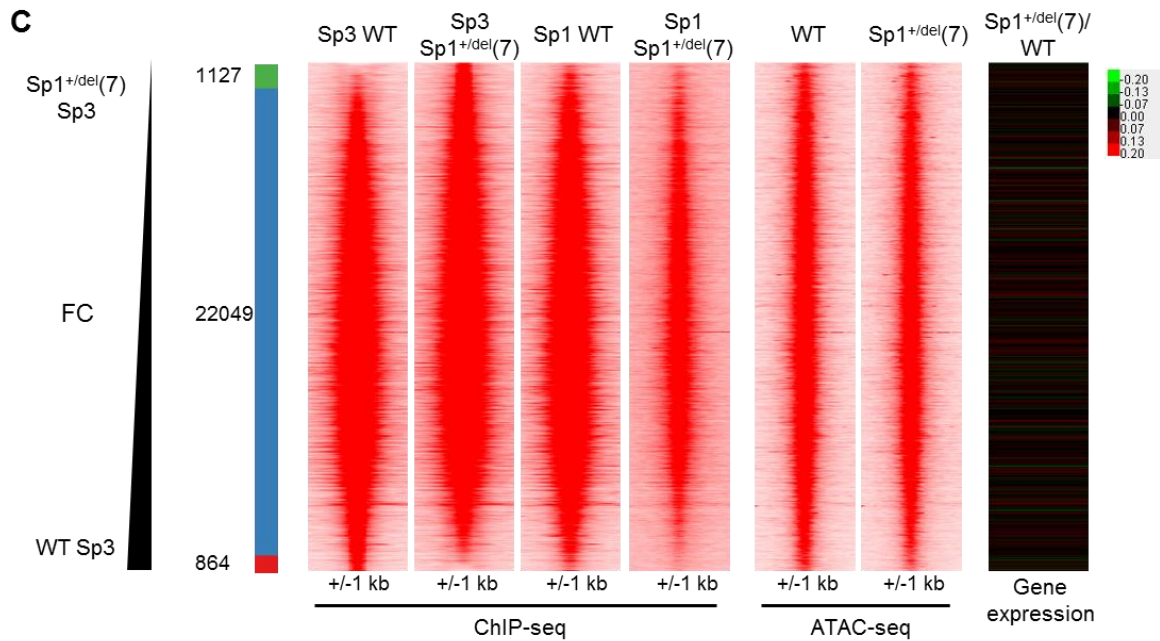 C
Sp3 WT
Sp3
Sp1+/del(7)
Sp1 WT
Sp1
Sp1+/del(7)
WT
Sp1+/del(7)
Sp1+/del(7)/
WT
Sp1+/del(7)
Sp3
FC
WT Sp3
1127
22049
864
-0.20
-0.13
-0.07
0.00
0.07
0.13
0.20
+/-1 kb
+/-1 kb
+/-1 kb
+/-1 kb
+/-1 kb
+/-1 kb
Gene
expression
ChIP-seq
ATAC-seq